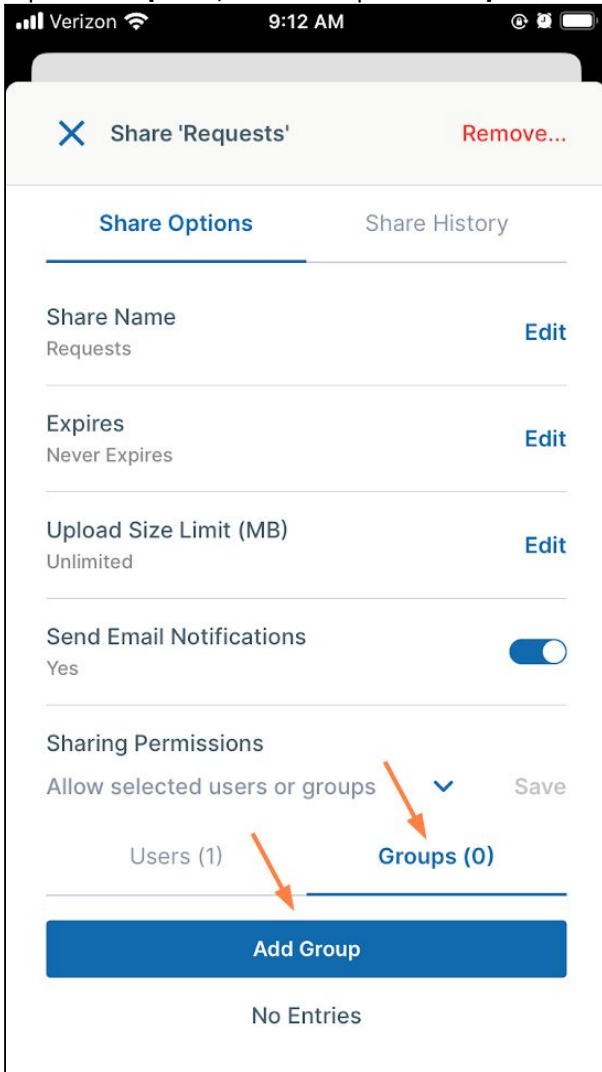 Verizon 9:12 AM
Share 'Requests' Remove...
Share Options Share History
Share Name
Requests
Edit
Expires
Never Expires
Edit
Upload Size Limit (MB)
Unlimited
Edit
Send Email Notifications
Yes
Sharing Permissions
Allow selected users or groups Save
Users (1) Groups (0)
Add Group
No Entries